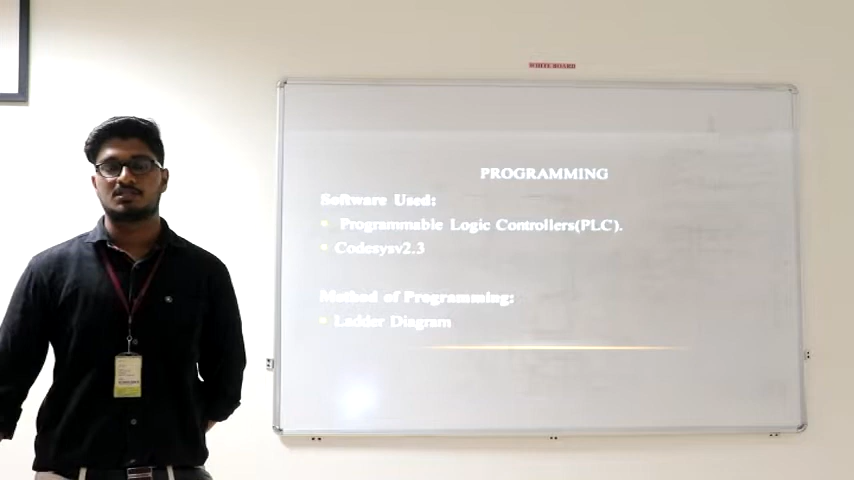 WHITE BOARD
PROGRAMMING
Software Used:
Programmable Logic Controllers(PLC).
Codesysv2.3
Method of Programming:
Ladder Diagram